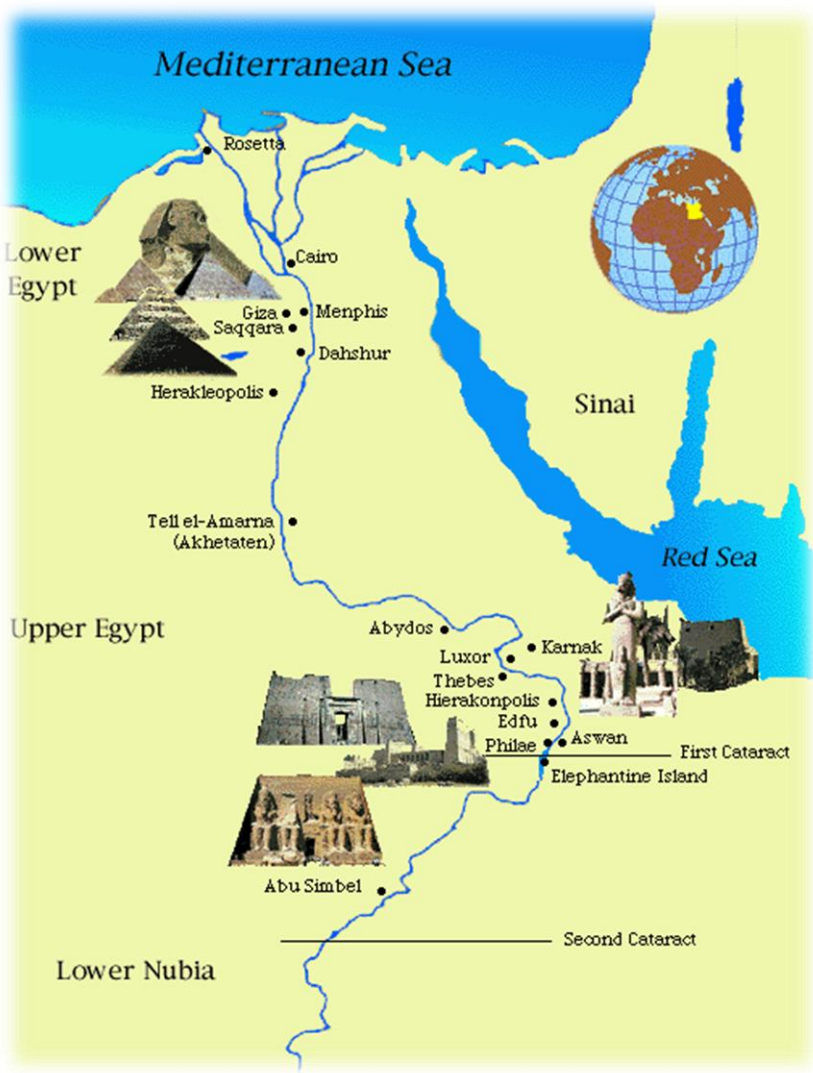 Mediterranean Sea
Rosetta
Lower
Egypt
Cairo
Giza
Menphis
Saqqara
Dahshur
Herakleopolis
Sinai
Tell el-Amarna
(Akhetaten)
Red Sea
Upper Egypt
Abydos
Karnak
Luxor
Thebes
Hierakonpolis
Edfu
Philae
Aswan
First Cataract
Elephantine Island
Abu Simbel
Second Cataract
Lower Nubia